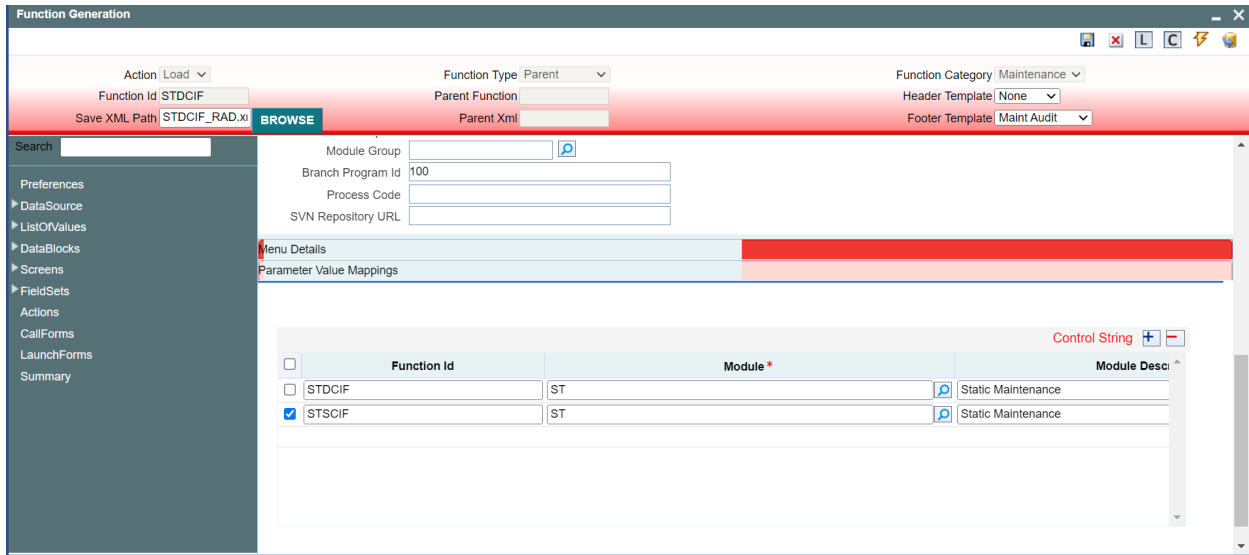 Function Generation
L C
Action Load Function Type Parent Function Category Maintenance
Function Id STDCIF Parent Function Header Template None
Save XML Path STDCIF_RAD.x BROWSE Parent Xml Footer Template Maint Audit
Search
Module Group
Preferences
Branch Program Id 100
DataSource
Process Code
ListOfValues
SVN Repository URL
DataBlocks
Menu Details
Screens
Parameter Value Mappings
FieldSets
Actions
CallForms
Control String
LaunchForms
Function Id Module * Module Descr
Summary
STDCIF ST Static Maintenance
STSCIF ST Static Maintenance